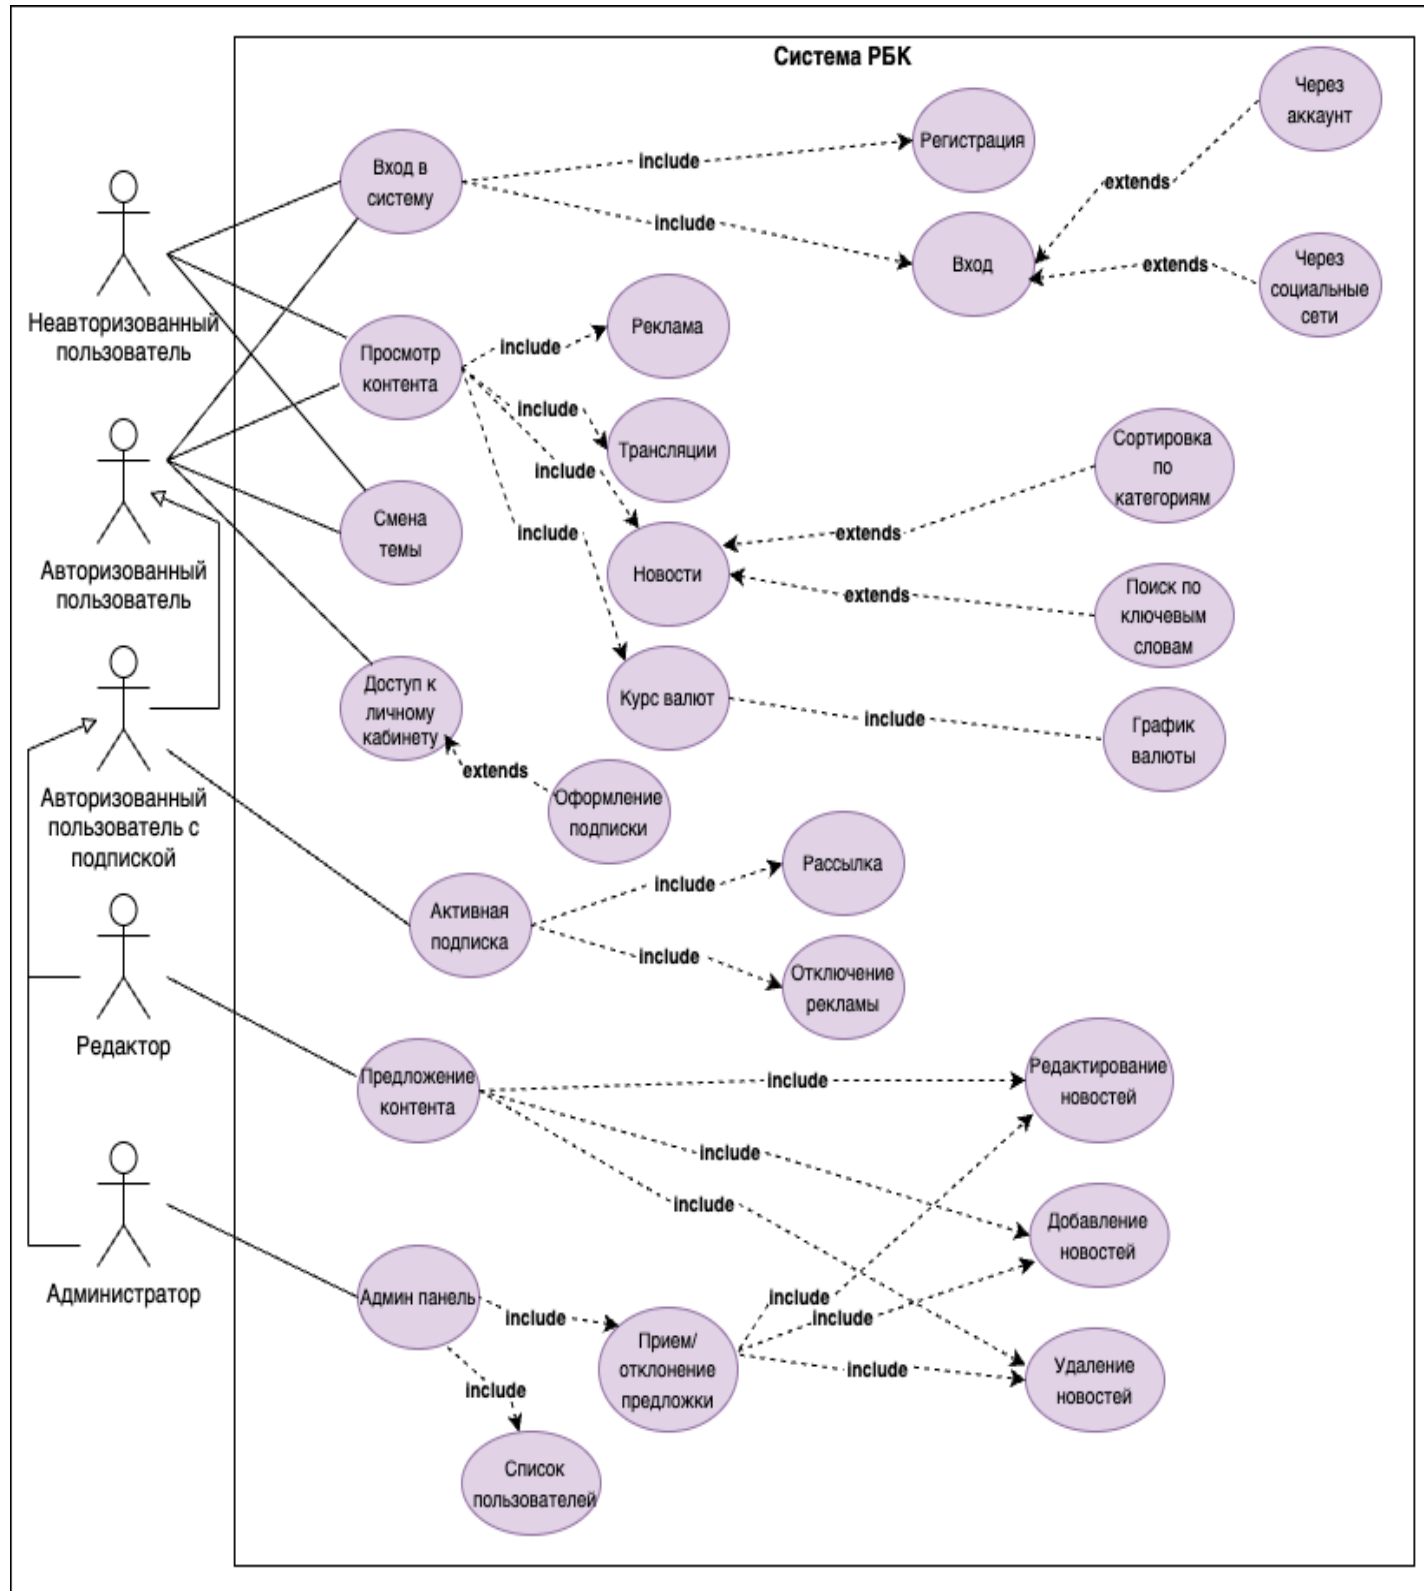 Система РБК
Через
аккаунт
Регистрация
Вход в
систему
include
extends
include
Вход
Через
социальные
сети
extends
Неавторизованный
пользователь
Реклама
include
Просмотр
контента
include
Трансляции
include
Сортировка
по
категориям
Смена
темы
include
extends
Новости
Авторизованный
пользователь
extends
Поиск по
ключевым
словам
Доступ к
личному
кабинету
Курс валют
include
График
валюты
extends
Оформление
подписки
Авторизованный
пользователь с
подпиской
Рассылка
include
Активная
подписка
include
Отключение
рекламы
Редактор
Предложение
контента
include
Редактирование
новостей
include
include
Добавление
новостей
Администратор
Админ панель
include
include
include
Прием/
отклонение
предложки
include
Удаление
новостей
include
Список
пользователей